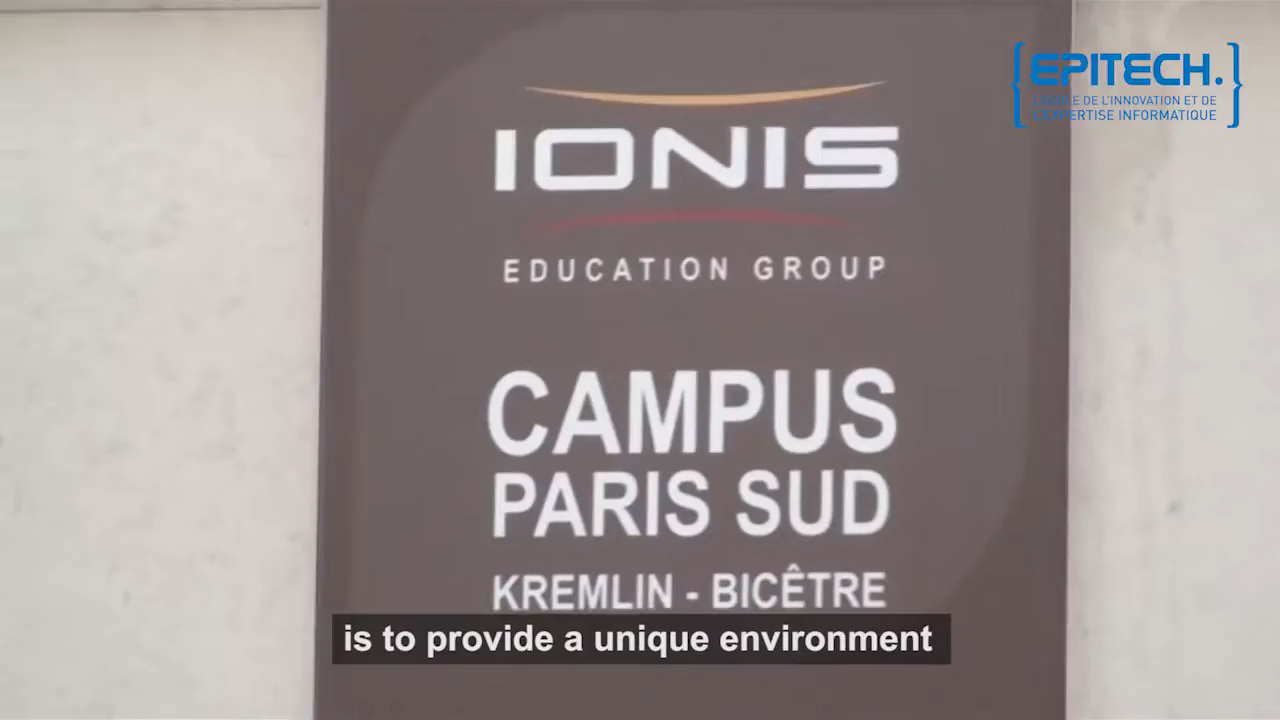 {EPITECH.}
L'ÉCOLE DE L'INNOVATION ET DE
L'EXPERTISE INFORMATIQUE
IONIS
EDUCATION GROUP
CAMPUS
PARIS SUD
KREMLIN - BICÊTRE
is to provide a unique environment